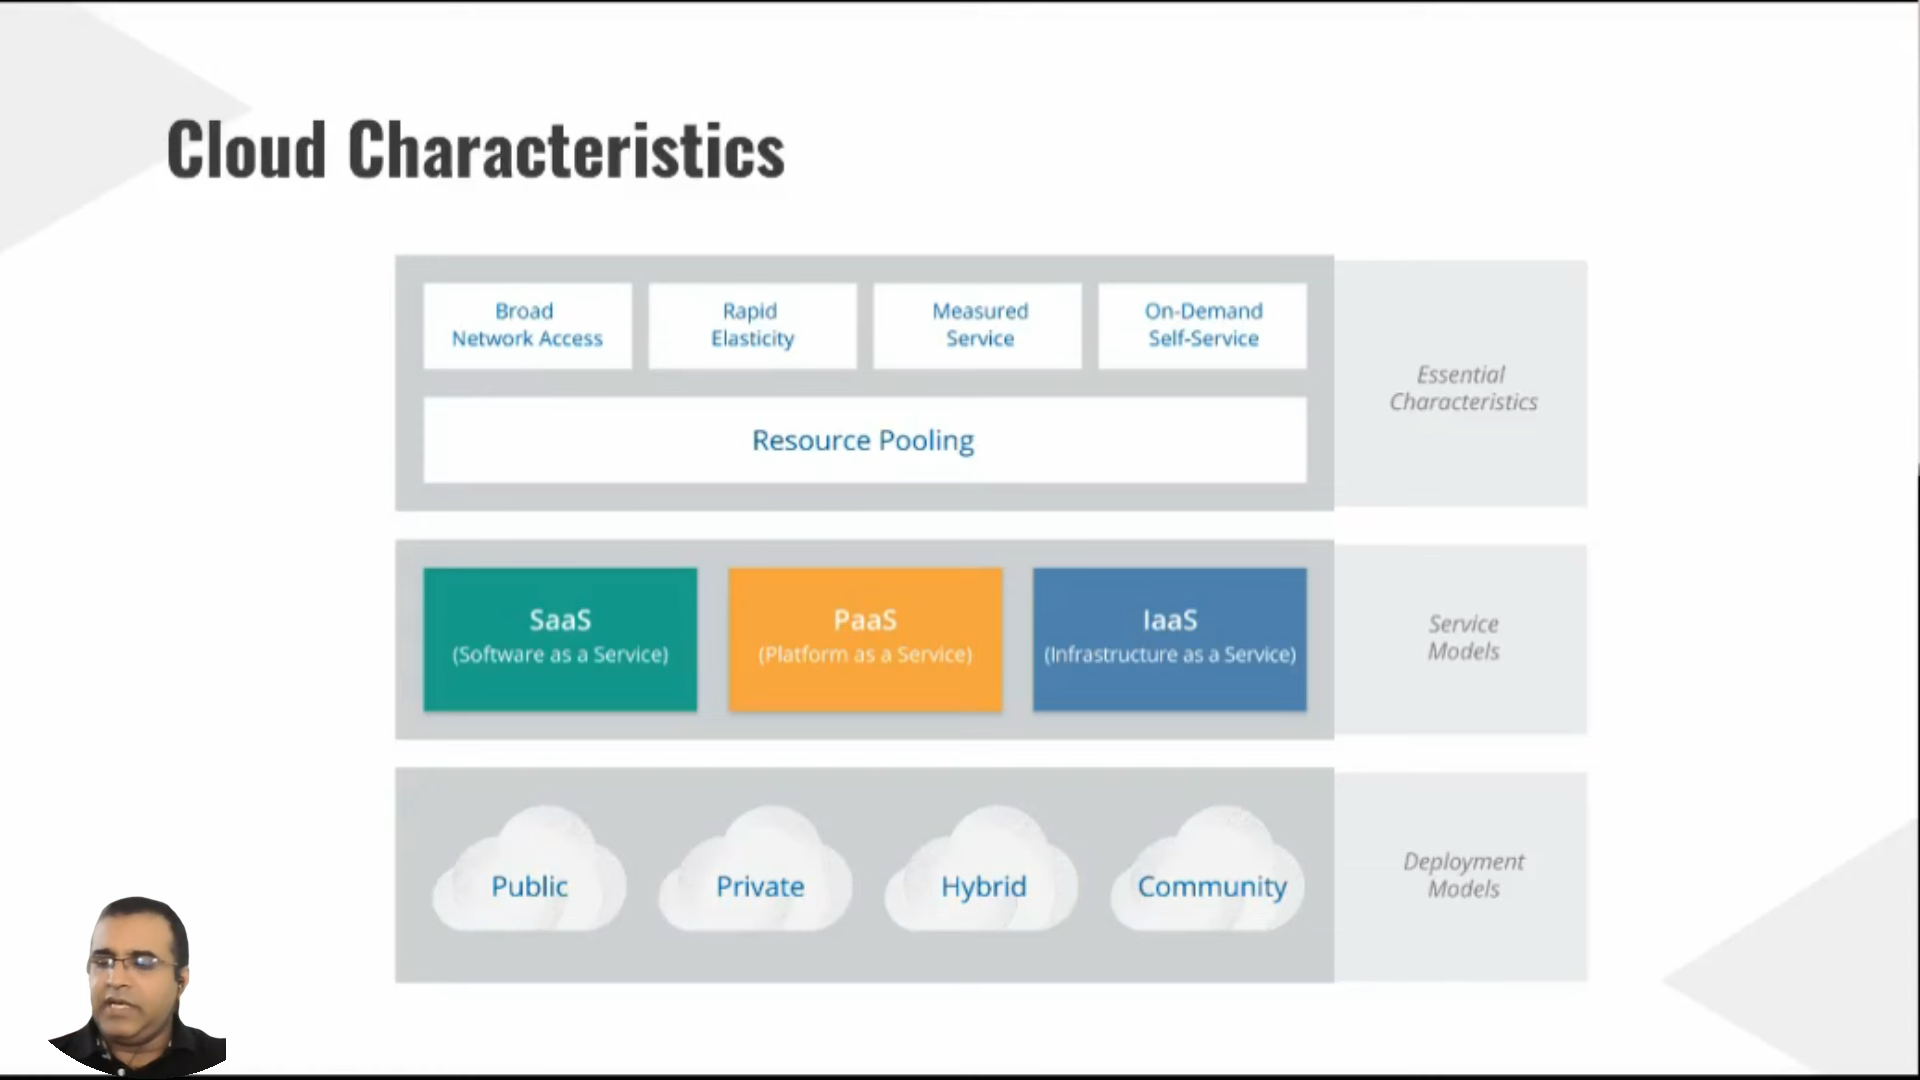 Cloud Characteristics
Broad
Network Access
Rapid
Elasticity
Measured
Service
On-Demand
Self-Service
Resource Pooling
Essential
Characteristics
SaaS
(Software as a Service)
PaaS
(Platform as a Service)
IaaS
(Infrastructure as a Service)
Service
Models
Public
Private
Hybrid
Community
Deployment
Models